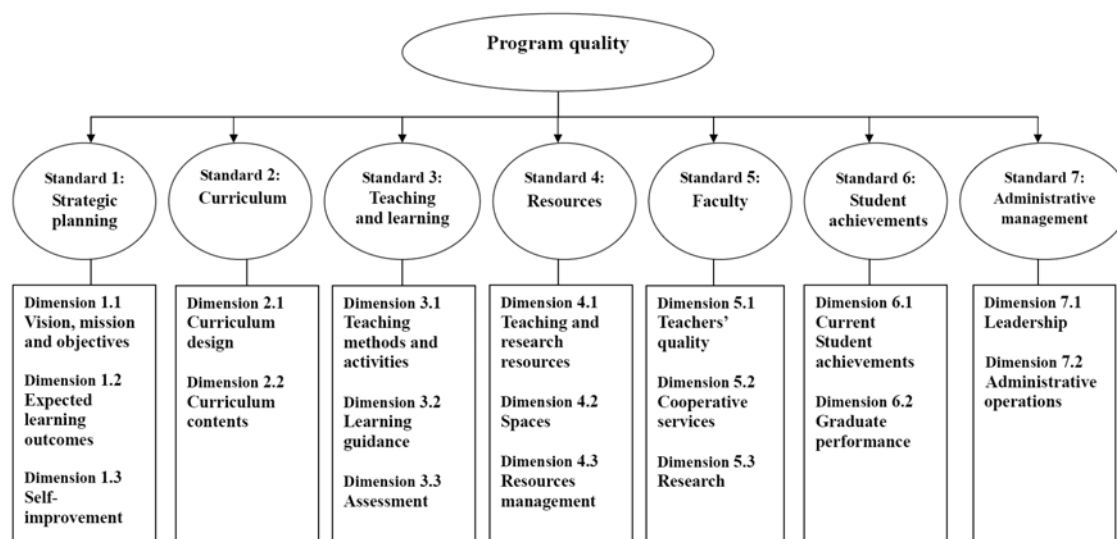 Program quality
Standard 1:
Strategic
planning
Standard 2:
Curriculum
Standard 3:
Teaching
and learning
Standard 4:
Resources
Standard 5:
Faculty
Standard 6:
Student
achievements
Standard 7:
Administrative
management
Dimension 1.1
Vision, mission
and objectives
Dimension 1.2
Expected
learning
outcomes
Dimension 1.3
Self-
improvement
Dimension 2.1
Curriculum
design
Dimension 2.2
Curriculum
contents
Dimension 3.1
Teaching
methods and
activities
Dimension 3.2
Learning
guidance
Dimension 3.3
Assessment
Dimension 4.1
Teaching and
research
resources
Dimension 4.2
Spaces
Dimension 4.3
Resources
management
Dimension 5.1
Teachers’
quality
Dimension 5.2
Cooperative
services
Dimension 5.3
Research
Dimension 6.1
Current
Student
achievements
Dimension 6.2
Graduate
performance
Dimension 7.1
Leadership
Dimension 7.2
Administrative
operations